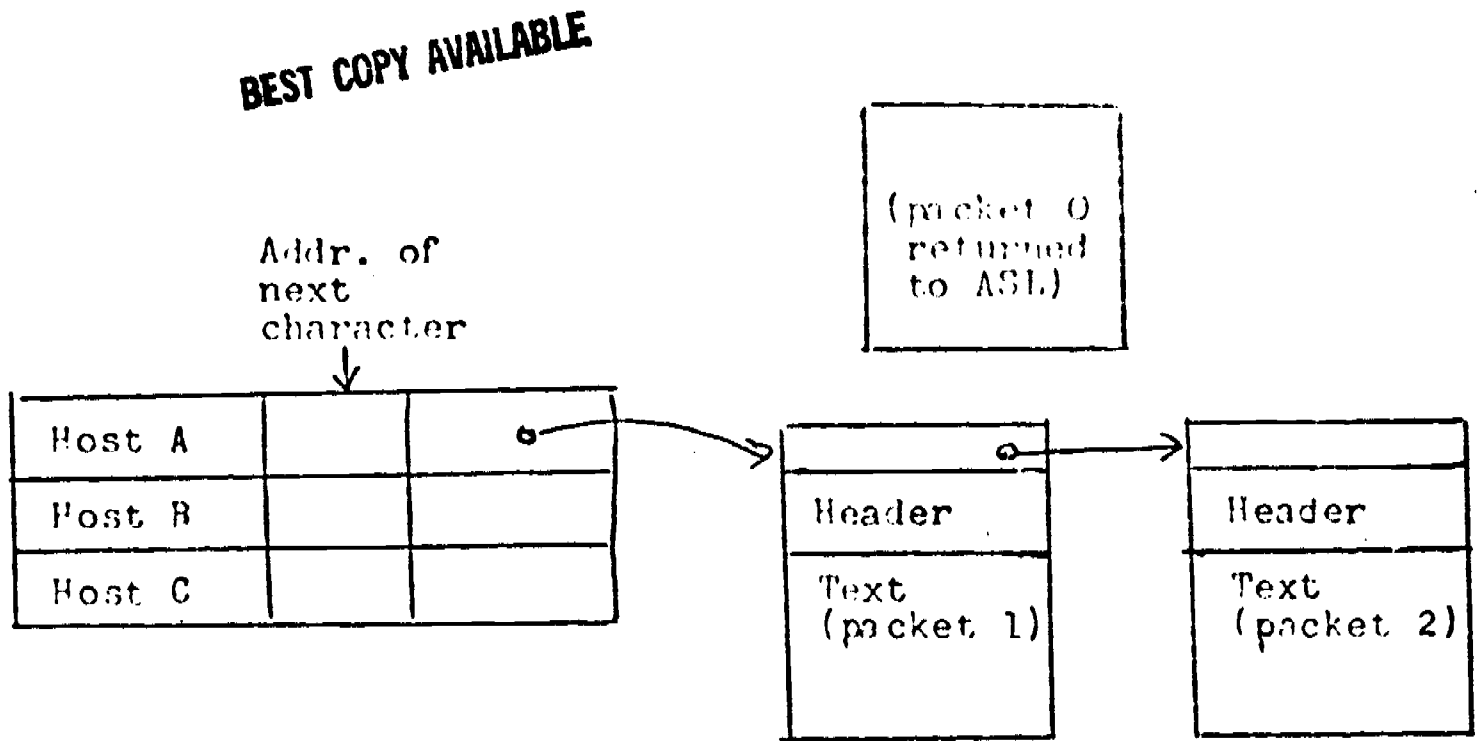 BEST COPY AVAILABLE
(packet 0
returned
to ASL)
Addr. of
next
character
Host A
Host B
Host C
Header
Text
(packet 1)
Header
Text
(packet 2)